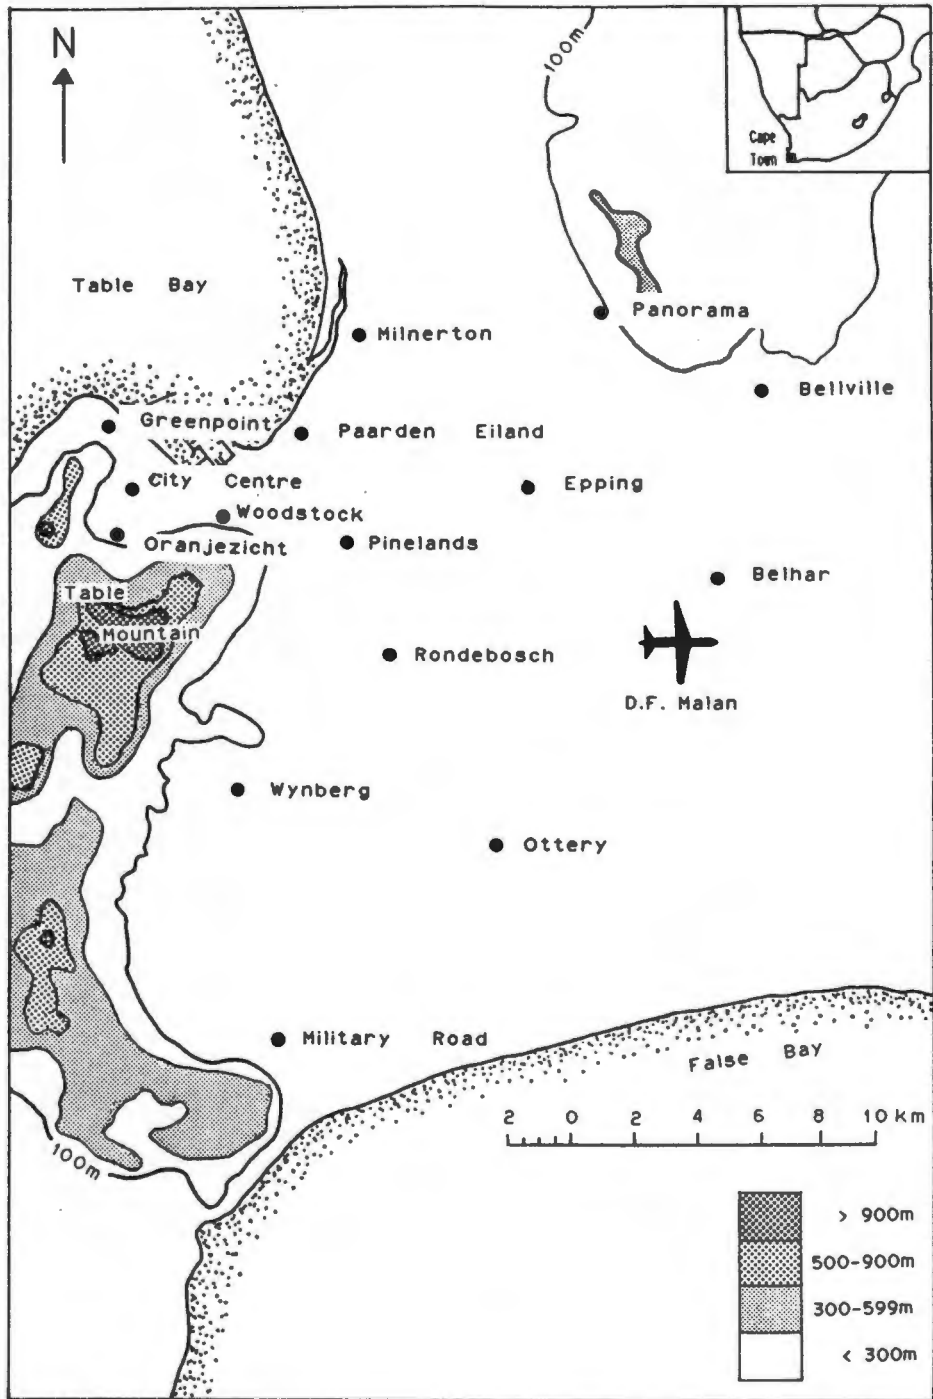 N
100m
Cape
Town
Table Bay
Panorama
Milnerton
Bellville
Greenpoint
Paarden Eiland
City Centre
Epping
Woodstock
Oranjezicht
Pinelands
Belhar
Table
Mountain
Rondebosch
D.F. Malan
Wynberg
Ottery
Military Road
False Bay
2 0 2 4 6 8 10 km
100m
> 900m
500-900m
300-599m
< 300m